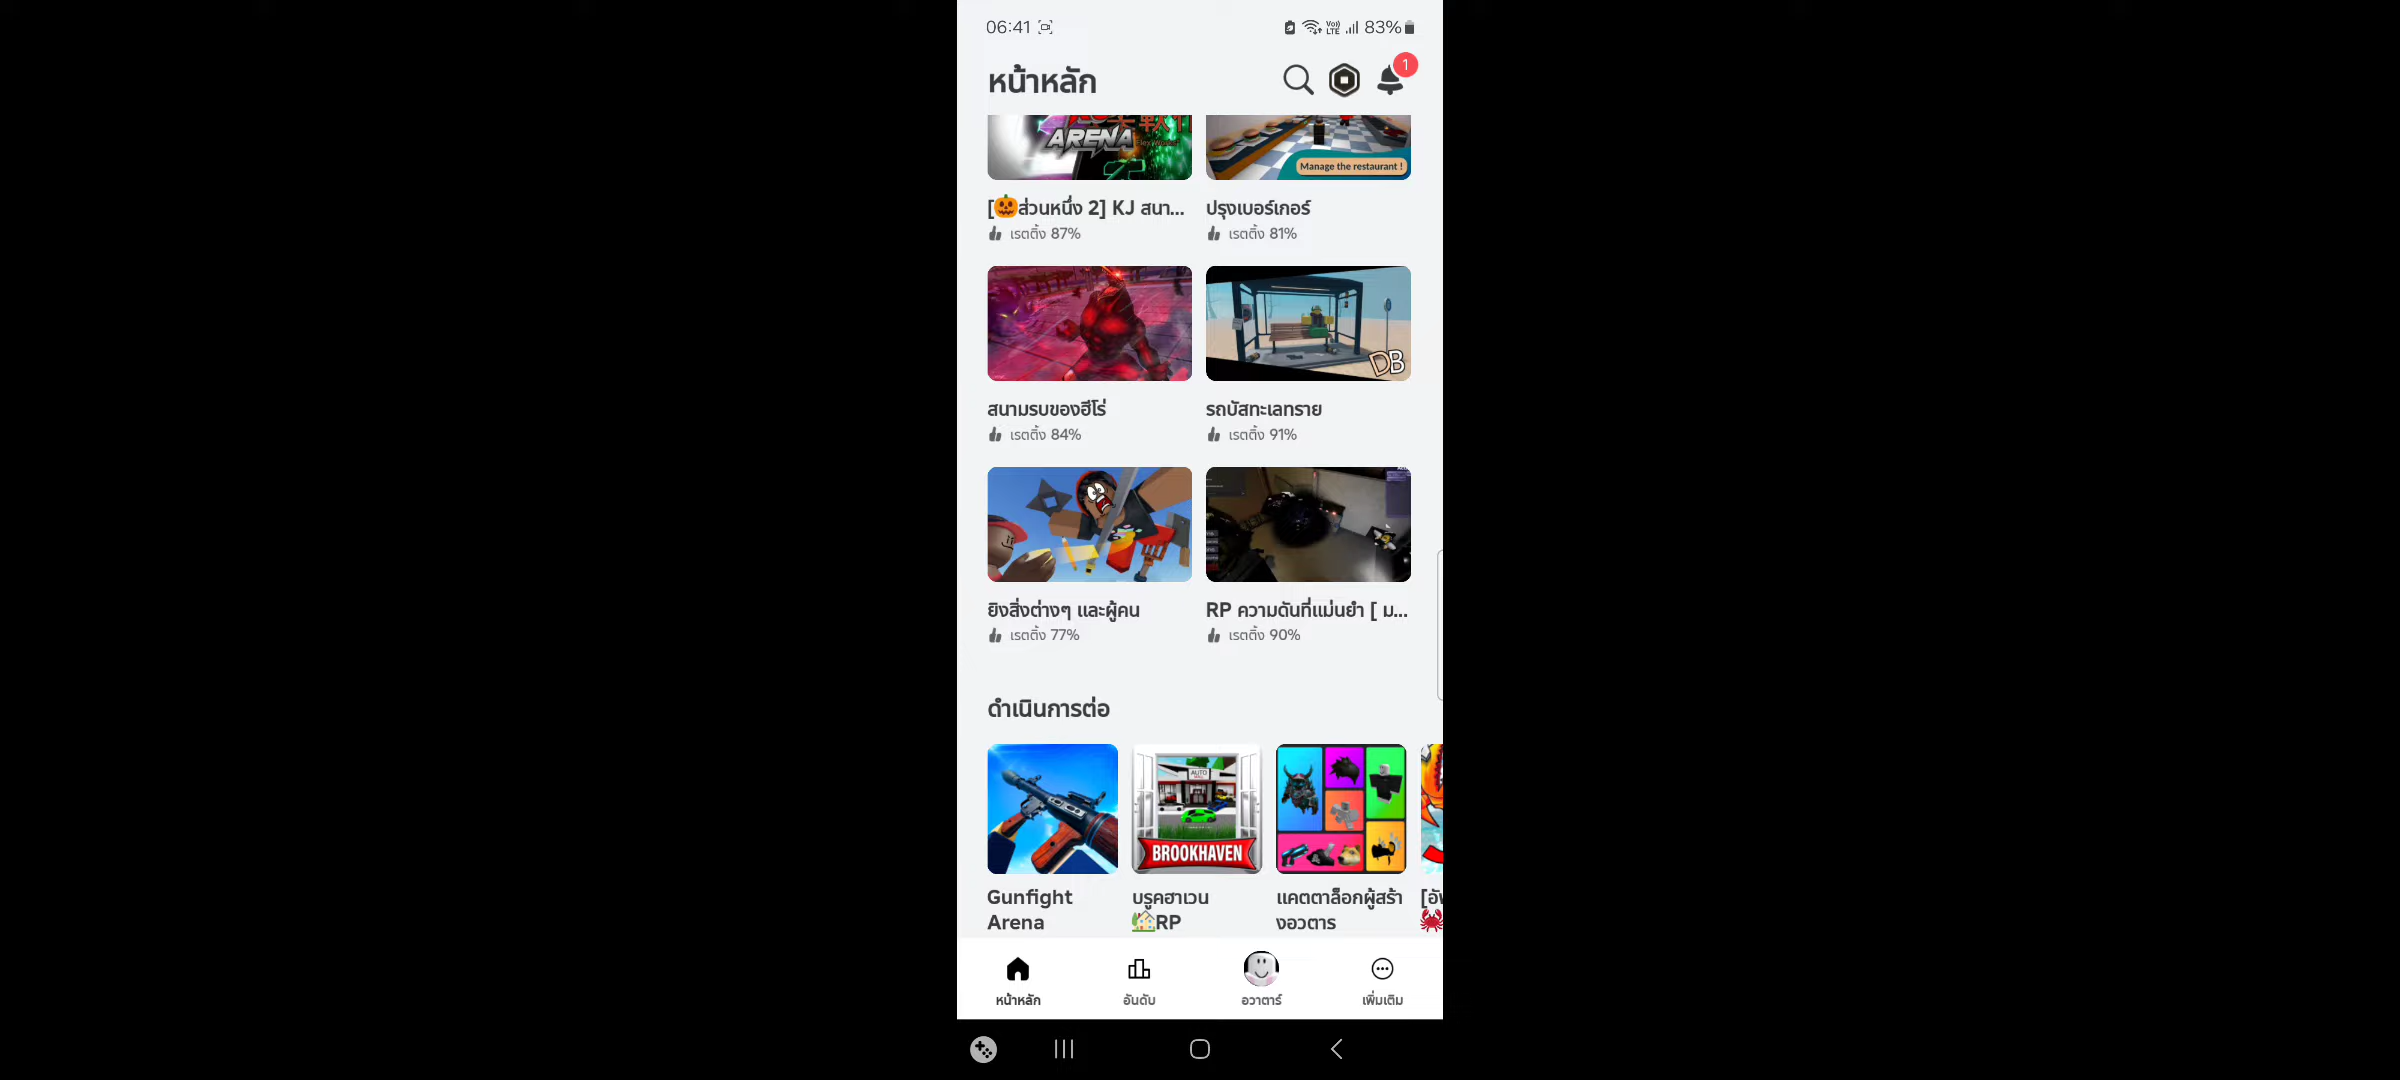 06:41
83%
หน้าหลัก
1
ARENA
Manage the restaurant !
[🎃ส่วนหนึ่ง 2] KJ สนา...
ปรุงเบอร์เกอร์
เรตติ้ง 87%
เรตติ้ง 81%
DB
สนามรบของฮีโร่
รถบัสทะเลทราย
เรตติ้ง 84%
เรตติ้ง 91%
ยิงสิ่งต่างๆ และผู้คน
RP ความดันที่แม่นยำ [ ม...
เรตติ้ง 77%
เรตติ้ง 90%
ดำเนินการต่อ
AUTO
BROOKHAVEN
Gunfight
Arena
บรูคฮาเวน
🏡RP
แคตตาล็อกผู้สร้า
งอวตาร
หน้าหลัก
อันดับ
อวาตาร์
เพิ่มเติม